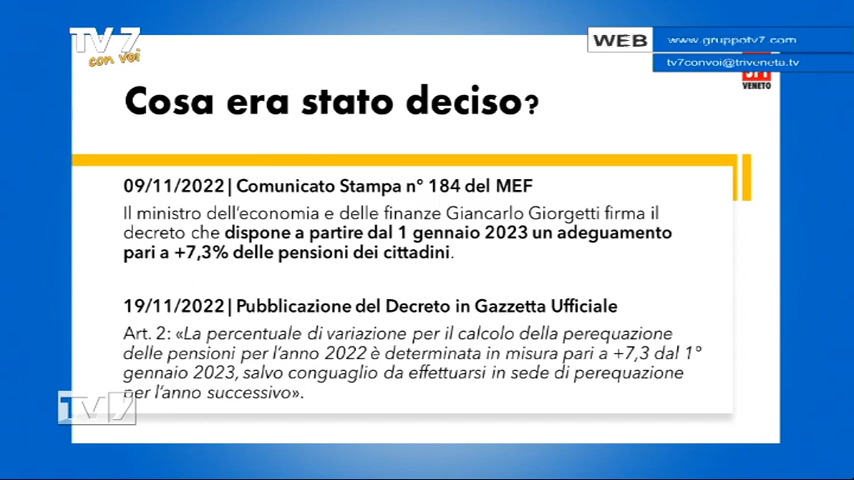 TV7
con voi
WEB
www.gruppotv7.com
tv7convoi@triveneta.tv
SPI
VENETO
Cosa era stato deciso?
09/11/2022 | Comunicato Stampa n° 184 del MEF
Il ministro dell'economia e delle finanze Giancarlo Giorgetti firma il
decreto che dispone a partire dal 1 gennaio 2023 un adeguamento
pari a +7,3% delle pensioni dei cittadini.
19/11/2022 | Pubblicazione del Decreto in Gazzetta Ufficiale
Art. 2: «La percentuale di variazione per il calcolo della perequazione
delle pensioni per l'anno 2022 è determinata in misura pari a +7,3 dal 1°
gennaio 2023, salvo conguaglio da effettuarsi in sede di perequazione
per l'anno successivo».
TV7